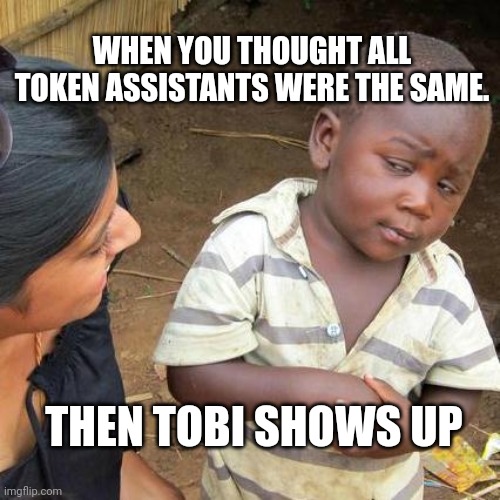 WHEN YOU THOUGHT ALL
TOKEN ASSISTANTS WERE THE SAME.
THEN TOBI SHOWS UP
imgflip.com